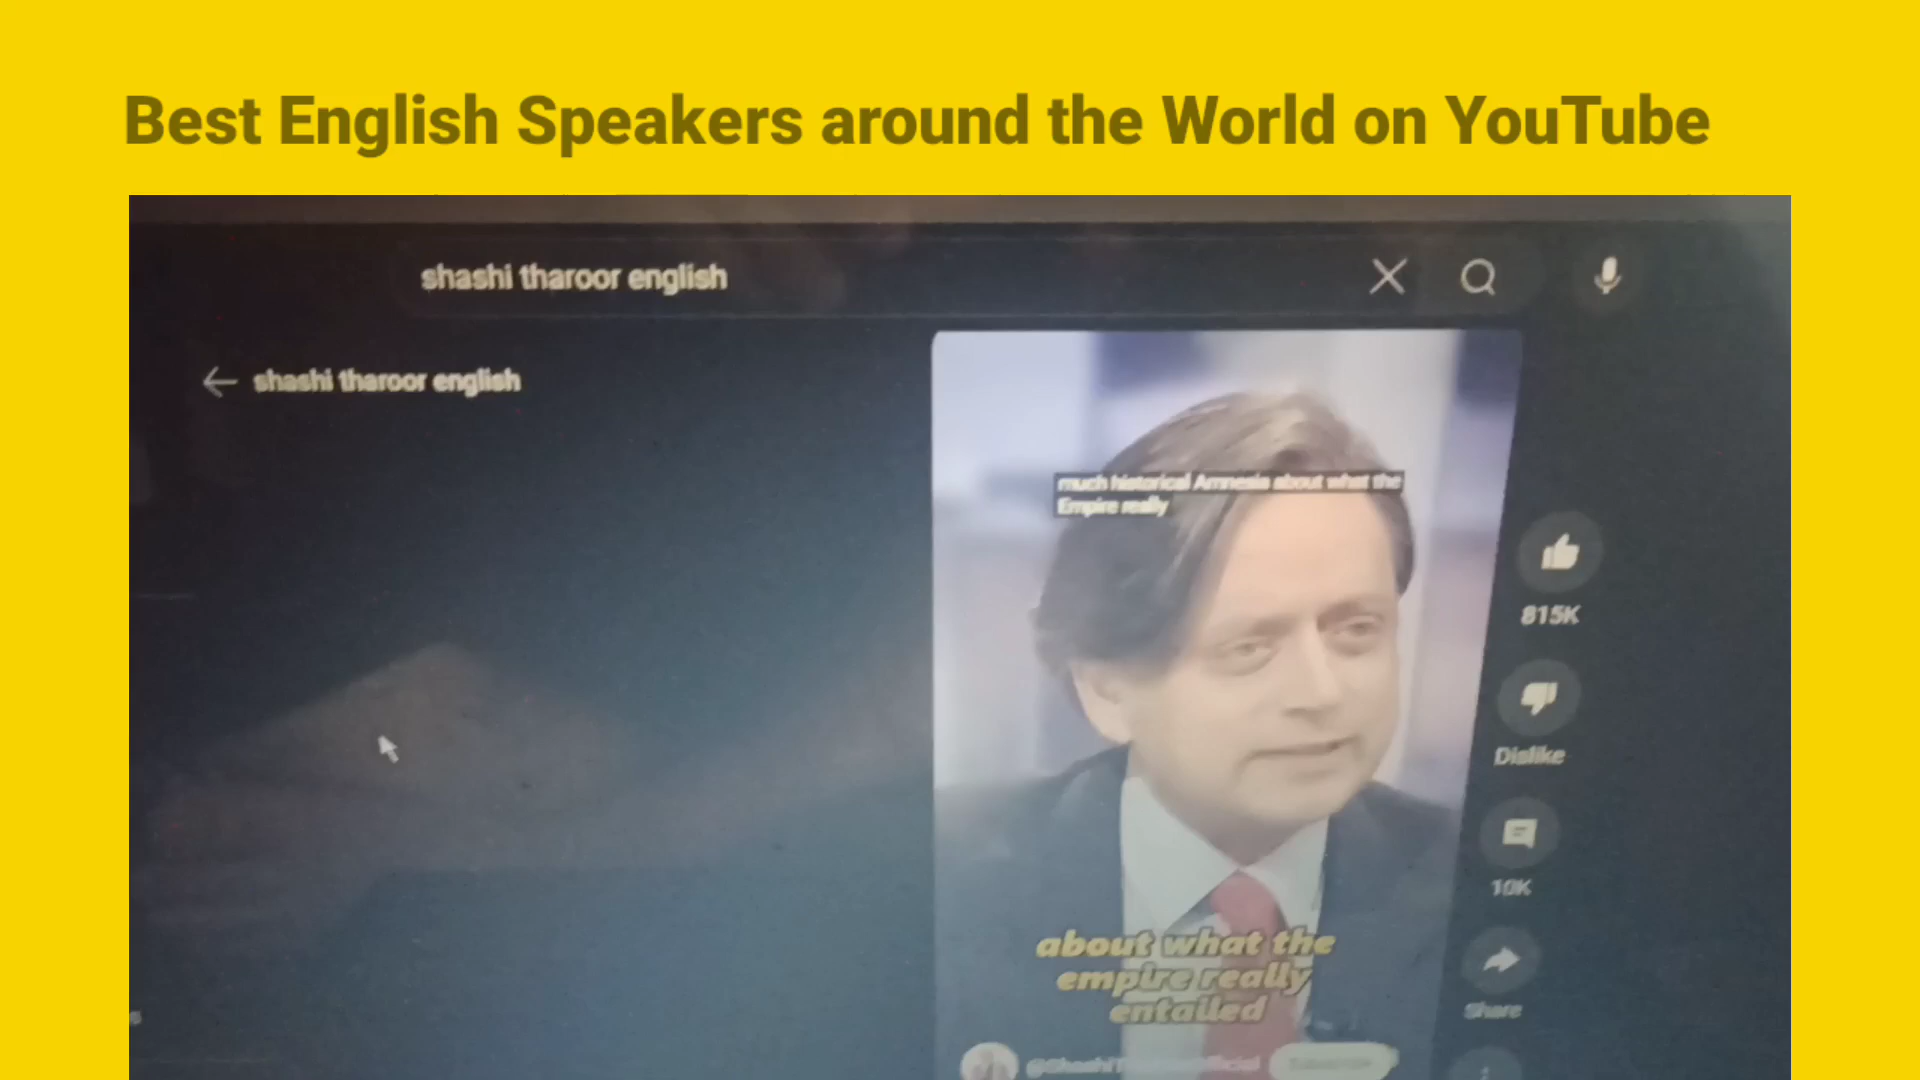 Best English Speakers around the World on YouTube
shashi tharoor english
shashi tharoor english
much historical Amnesia about what the
Empire really
815K
Dislike
10K
about what the
empire really
entailed
Share